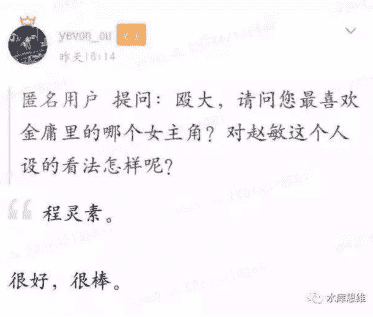 yevon_ou
昨天16:14
匿名用户 提问：殴大，请问您最喜欢
金庸里的哪个女主角？对赵敏这个人
设的看法怎样呢？
程灵素。
很好，很棒。
水库思维